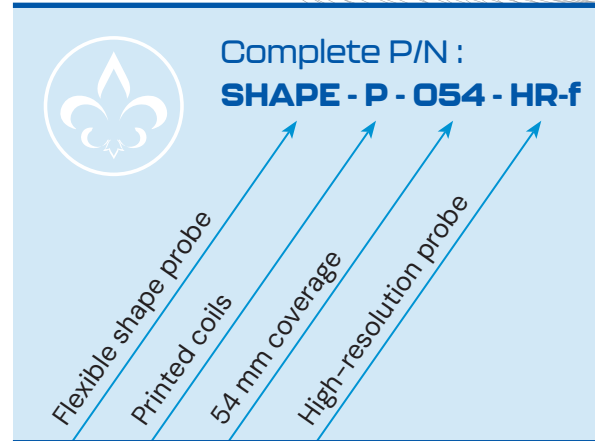 Complete P/N :
SHAPE - P - 054 - HR-f
Flexible shape probe
Printed coils
54 mm coverage
High-resolution probe